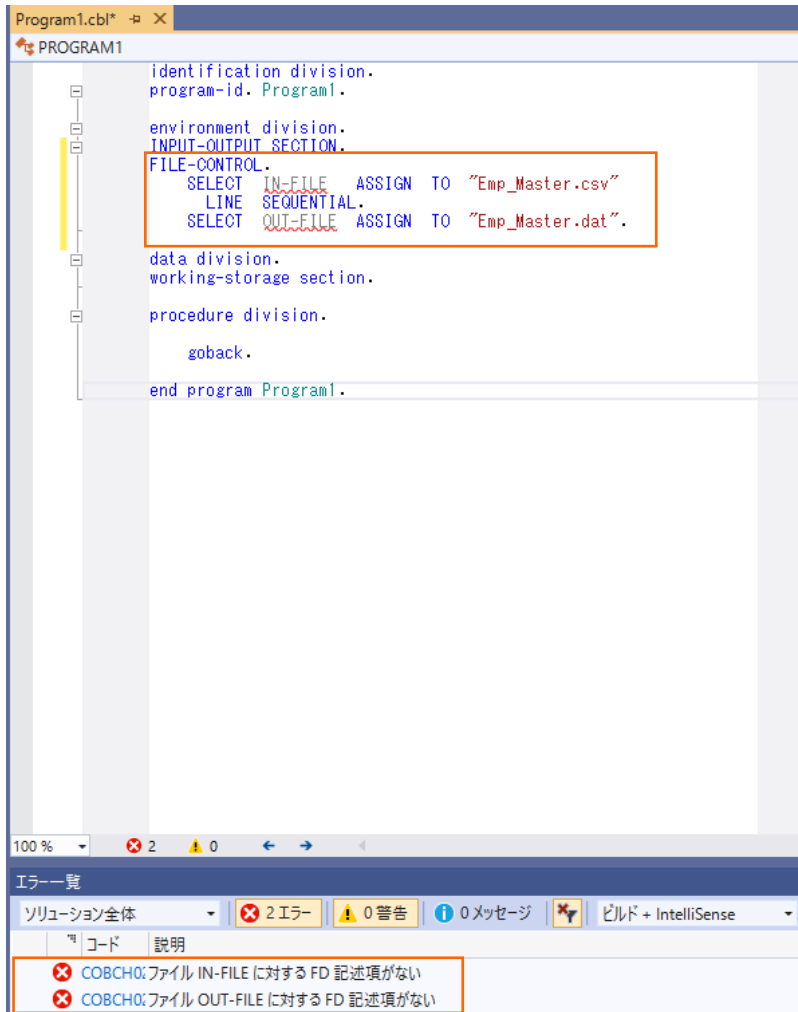 Program1.cbl*
PROGRAM1
identification division.
program-id. Program1.
environment division.
INPUT-OUTPUT SECTION.
FILE-CONTROL.
SELECT IN-FILE ASSIGN TO "Emp_Master.csv"
LINE SEQUENTIAL.
SELECT OUT-FILE ASSIGN TO "Emp_Master.dat".
data division.
working-storage section.
procedure division.
goback.
end program Program1.
100 % 2 0
エラー一覧
ソリューション全体 2 エラー 0 警告 0 メッセージ ビルド + IntelliSense
コード 説明
COBCH02 ファイル IN-FILE に対する FD 記述項がない
COBCH02 ファイル OUT-FILE に対する FD 記述項がない